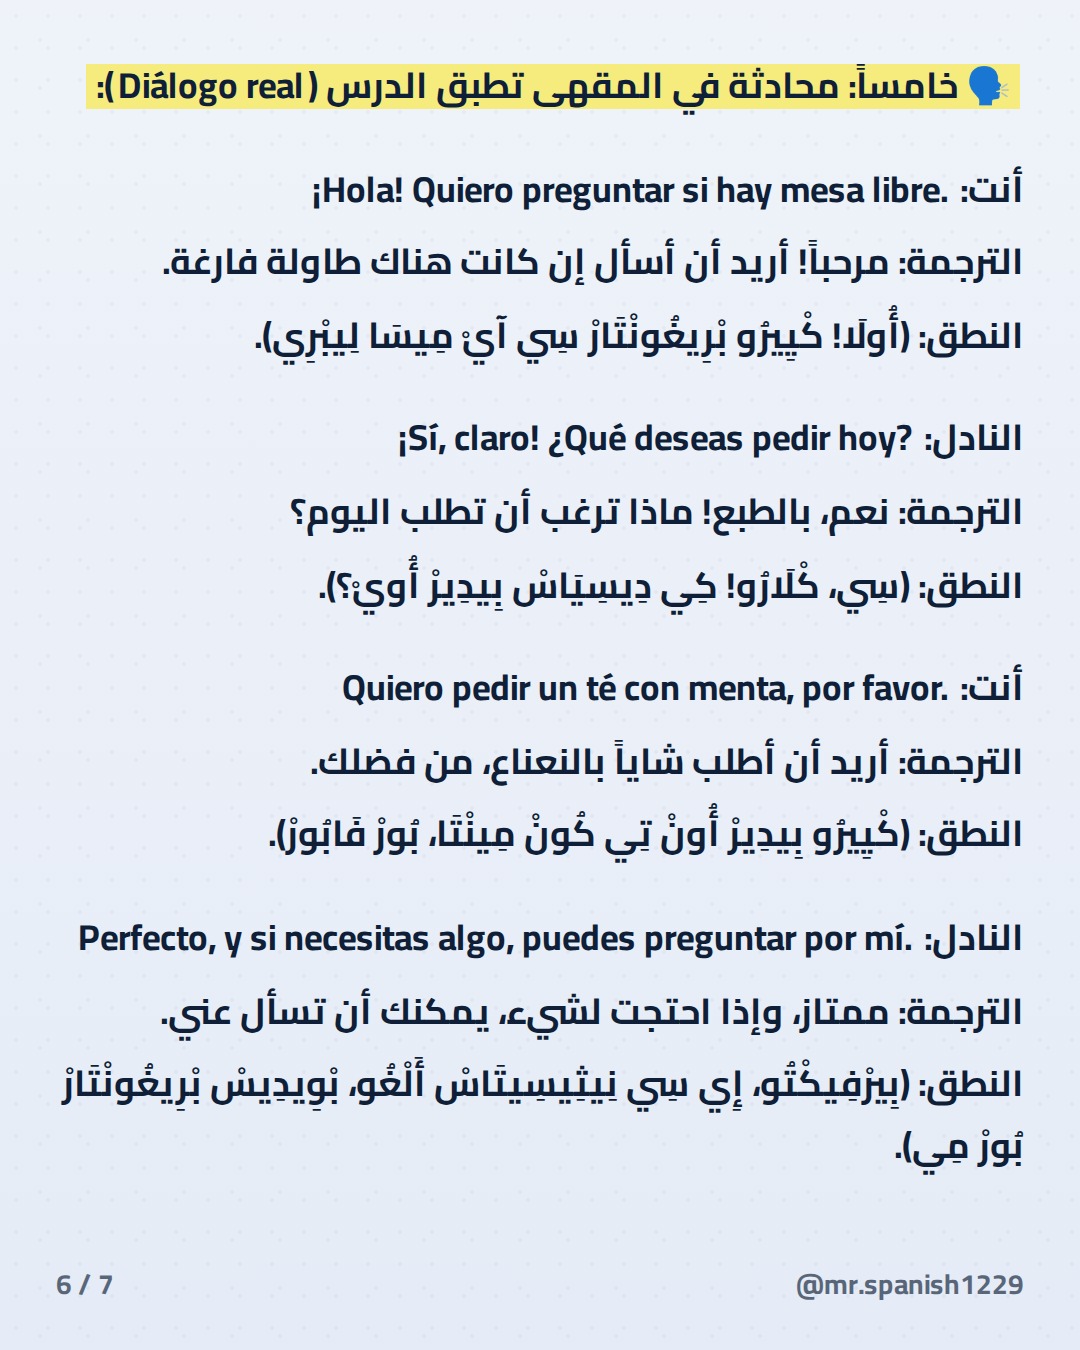 🗣️ خامساً: محادثة في المقهى تطبق الدرس (Diálogo real):
أنت: ¡Hola! Quiero preguntar si hay mesa libre.
الترجمة: مرحباً! أريد أن أسأل إن كانت هناك طاولة فارغة.
النطق: (أُولَا! كْيِيرُو بْرِيغُونْتَارْ سِي آيْ مِيسَا لِيبْرِي).
النادل: ¡Sí, claro! ¿Qué deseas pedir hoy?
الترجمة: نعم، بالطبع! ماذا ترغب أن تطلب اليوم؟
النطق: (سِي، كْلَارُو! كِي دِيسِيَاسْ بِيدِيرْ أُويْ؟).
أنت: Quiero pedir un té con menta, por favor.
الترجمة: أريد أن أطلب شاياً بالنعناع، من فضلك.
النطق: (كْيِيرُو بِيدِيرْ أُونْ تِي كُونْ مِينْتَا، بُورْ فَابُورْ).
النادل: Perfecto, y si necesitas algo, puedes preguntar por mí.
الترجمة: ممتاز، وإذا احتجت لشيء، يمكنك أن تسأل عني.
النطق: (بِيرْفِيكْتُو، إِي سِي نِيثِيسِيتَاسْ أَلْغُو، بْوِيدِيسْ بْرِيغُونْتَارْ
بُورْ مِي).
6 / 7
@mr.spanish1229